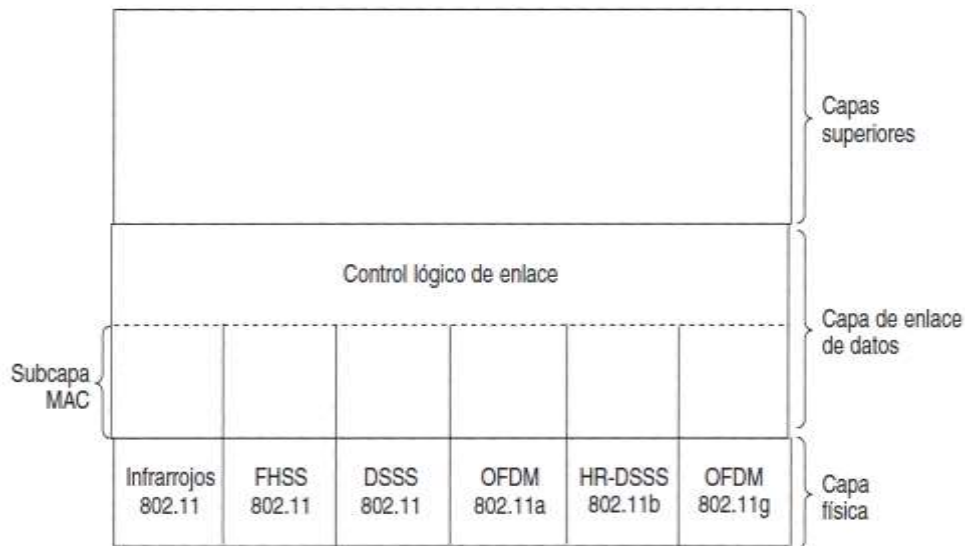 Capas
superiores
Control lógico de enlace
Capa de enlace
de datos
Subcapa
MAC
Infrarrojos
802.11
FHSS
802.11
DSSS
802.11
OFDM
802.11a
HR-DSSS
802.11b
OFDM
802.11g
Capa
física